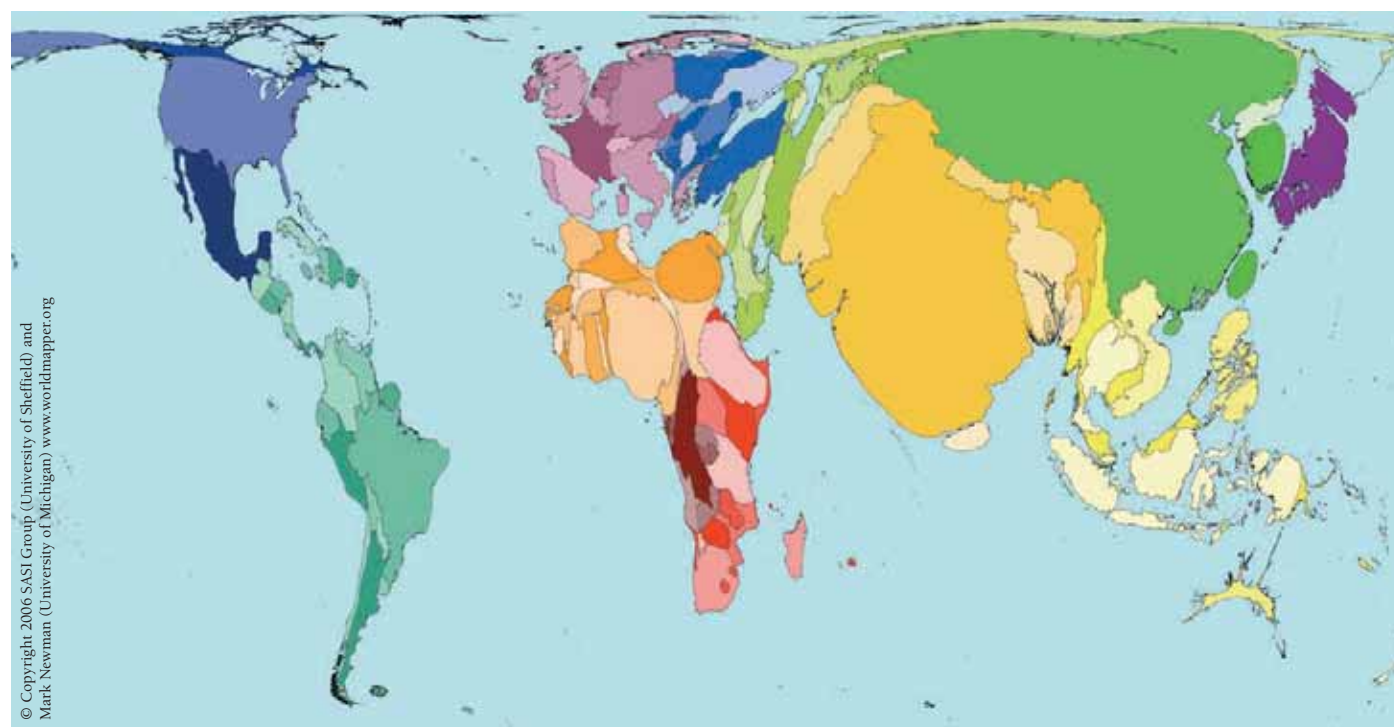 © Copyright 2006 SASI Group (University of Sheffield) and
Mark Newman (University of Michigan) www.worldmapper.org